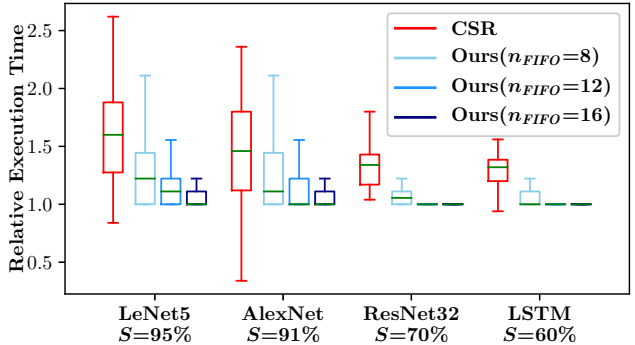 Relative Execution Time
2.5
2.0
1.5
1.0
0.5
CSR
Ours(n_FIFO=8)
Ours(n_FIFO=12)
Ours(n_FIFO=16)
LeNet5 AlexNet ResNet32 LSTM
S=95% S=91% S=70% S=60%